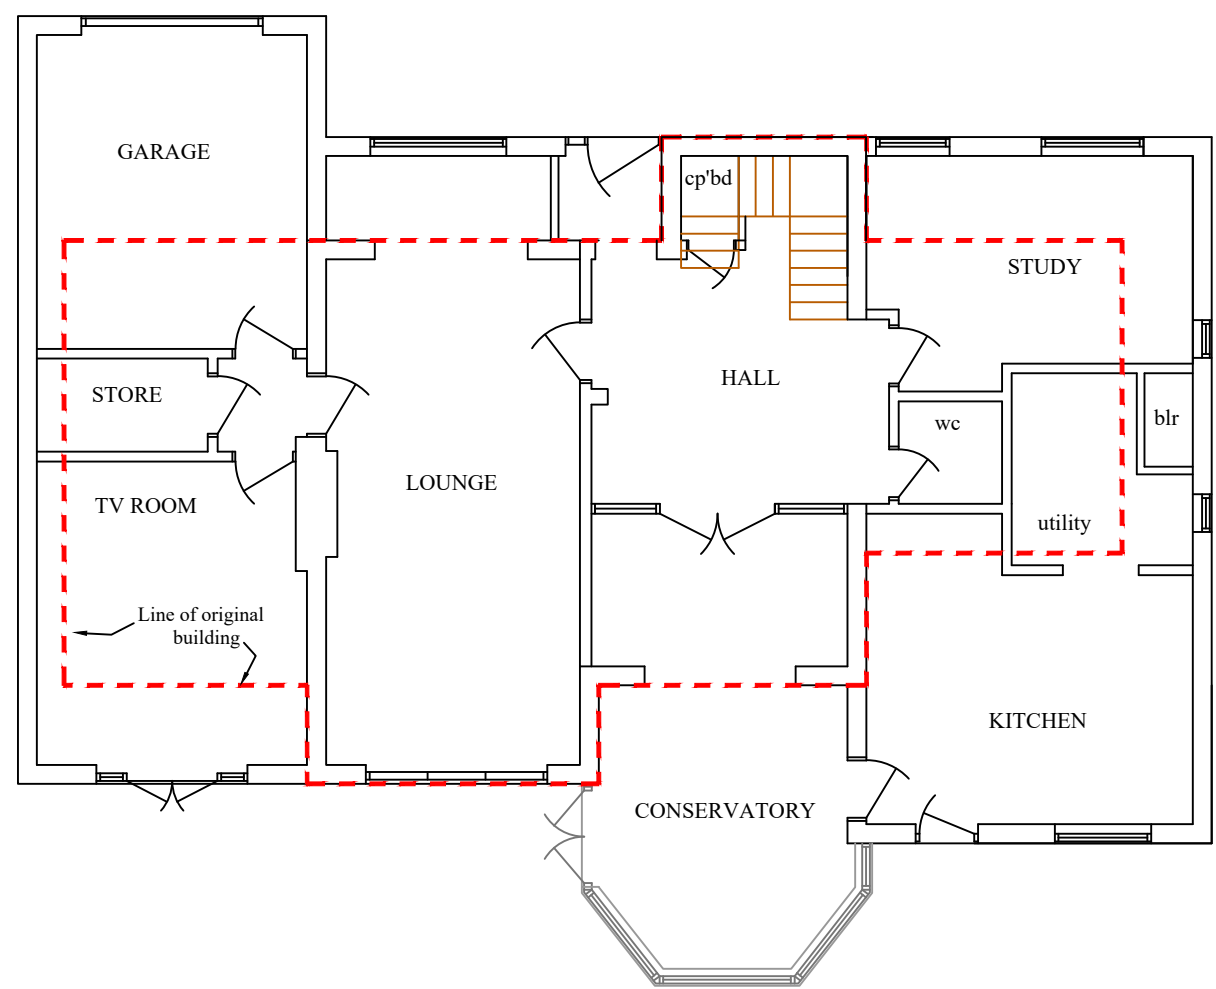 GARAGE
cp'bd
STUDY
HALL
STORE
wc
blr
LOUNGE
TV ROOM
utility
Line of original
building
KITCHEN
CONSERVATORY